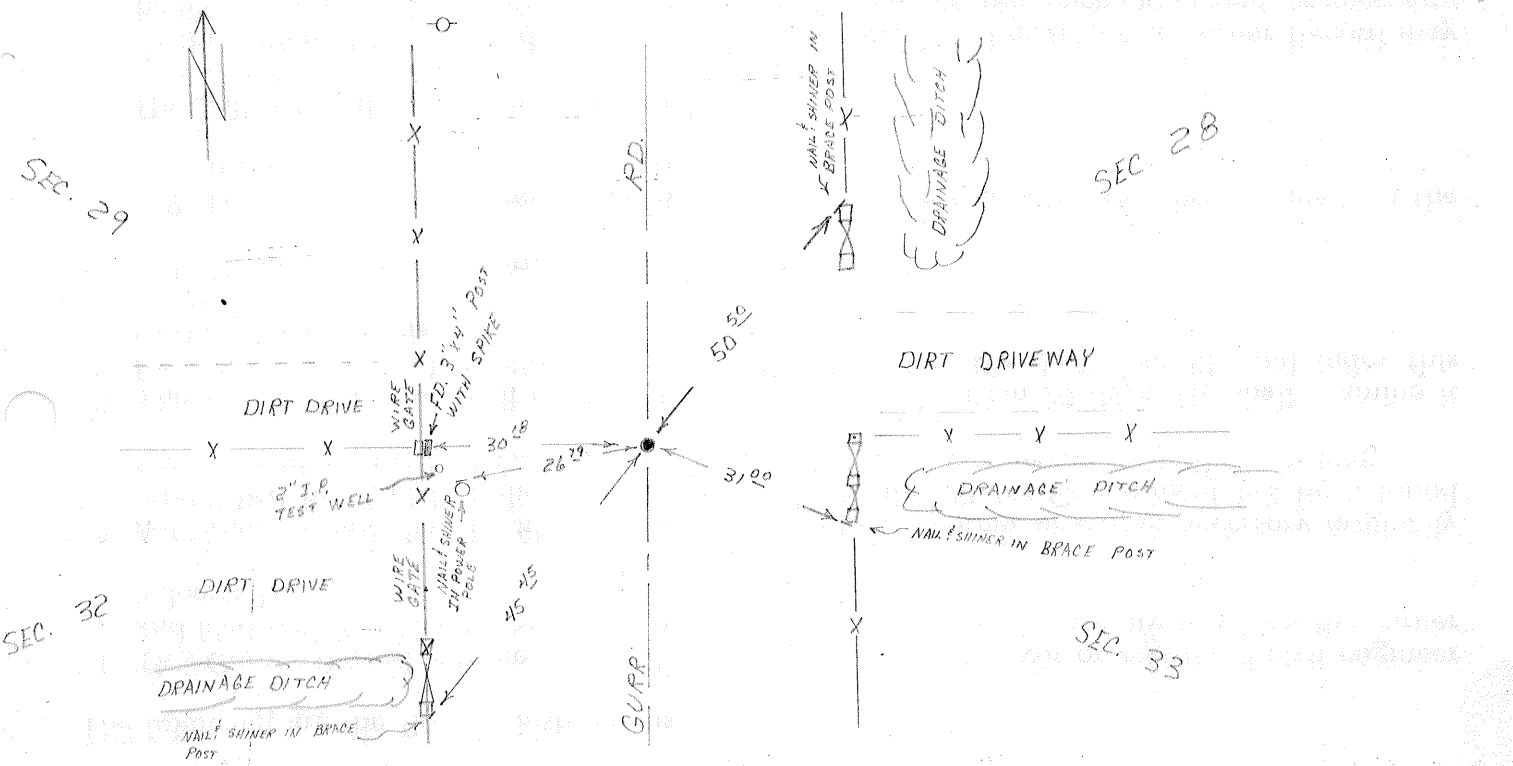 N
SEC. 29
NAIL & SHINER IN
BRACE POST
DRAINAGE DITCH
SEC. 28
RD.
FD. 3"x4" POST
WITH SPIKE
WIRE
GATE
DIRT DRIVE
50 50
DIRT DRIVEWAY
30 68
26 79
31 00
2" I.P.
TEST WELL
DRAINAGE DITCH
NAIL & SHINER IN BRACE POST
NAIL & SHINER
IN POWER
POLE
WIRE
GATE
DIRT DRIVE
45 45
SEC. 32
SEC. 33
DRAINAGE DITCH
GURR
NAIL & SHINER IN BRACE
POST